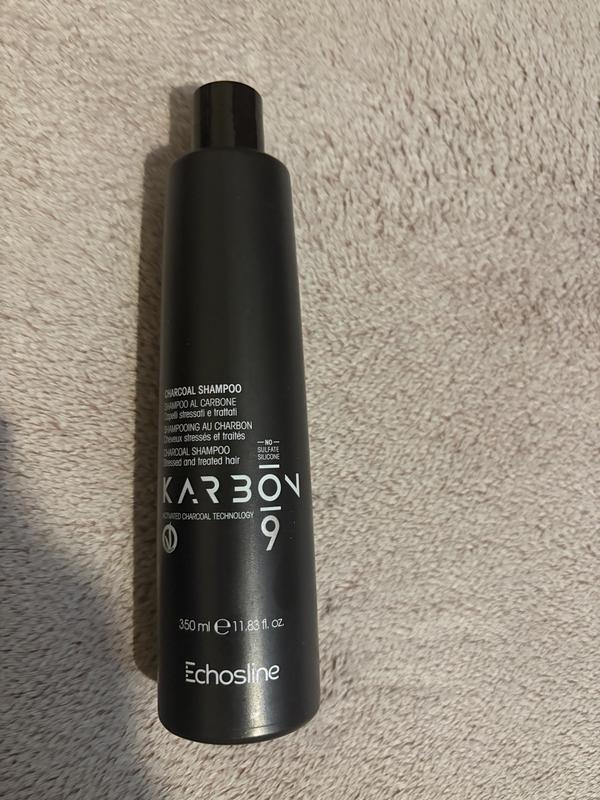 CHARCOAL SHAMPOO
SHAMPOO AL CARBONE
Capelli stressati e trattati
SHAMPOOING AU CHARBON
Cheveux stressés et traités
CHARCOAL SHAMPOO
Stressed and treated hair
NO
SULFATE
SILICONE
KARBON
9
ACTIVATED CHARCOAL TECHNOLOGY
350 ml ℮ 11.83 fl. oz.
Echosline